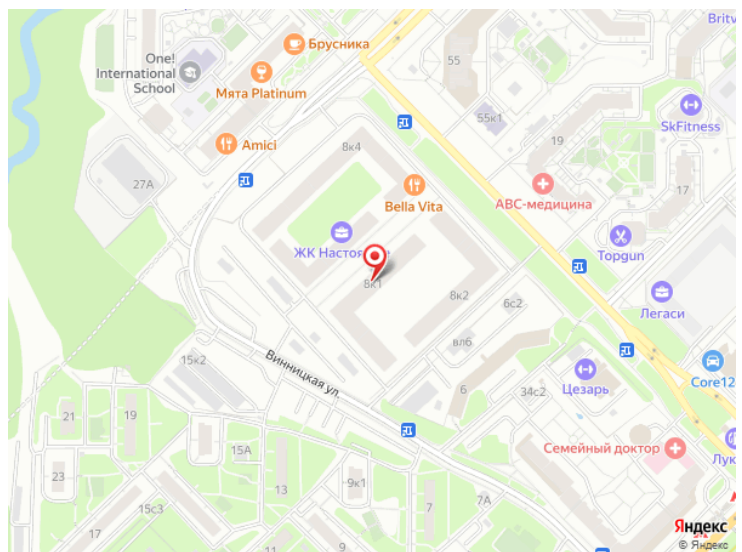 Britv
Брусника
One!
International
School
55
Мята Platinum
SkFitness
55к1
19
Amici
8к4
27А
17
АВС-медицина
Bella Vita
Topgun
ЖК Настоя
е
8к1
8к2
6с2
Легаси
вл6
15к2
Винницкая ул.
Core12
6
34с2
Цезарь
21
19
15А
Семейный доктор
Лук
23
13
9к1
7
7А
15с3
17
11
Яндекс
© Яндекс